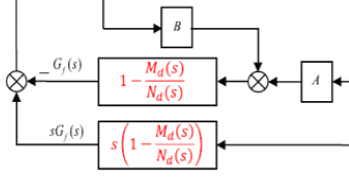 B
− G_f(s)
1 − M_d(s)/N_d(s)
A
sG_f(s)
s(1 − M_d(s)/N_d(s))